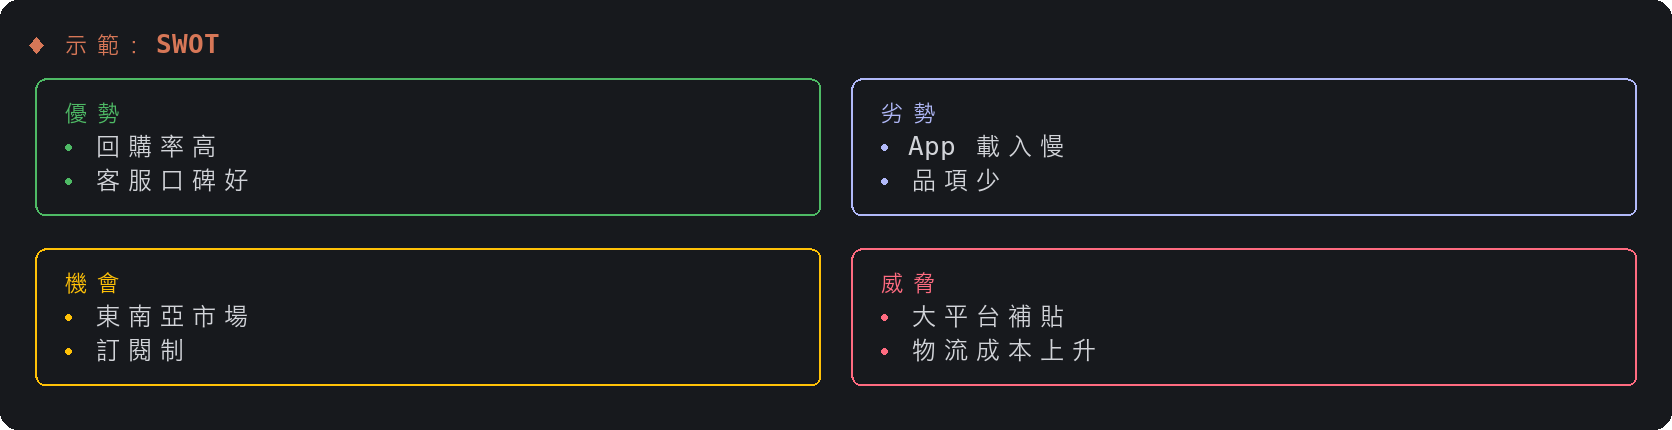 ◆ 示範: SWOT
優勢
• 回購率高
• 客服口碑好
劣勢
• App 載入慢
• 品項少
機會
• 東南亞市場
• 訂閱制
威脅
• 大平台補貼
• 物流成本上升